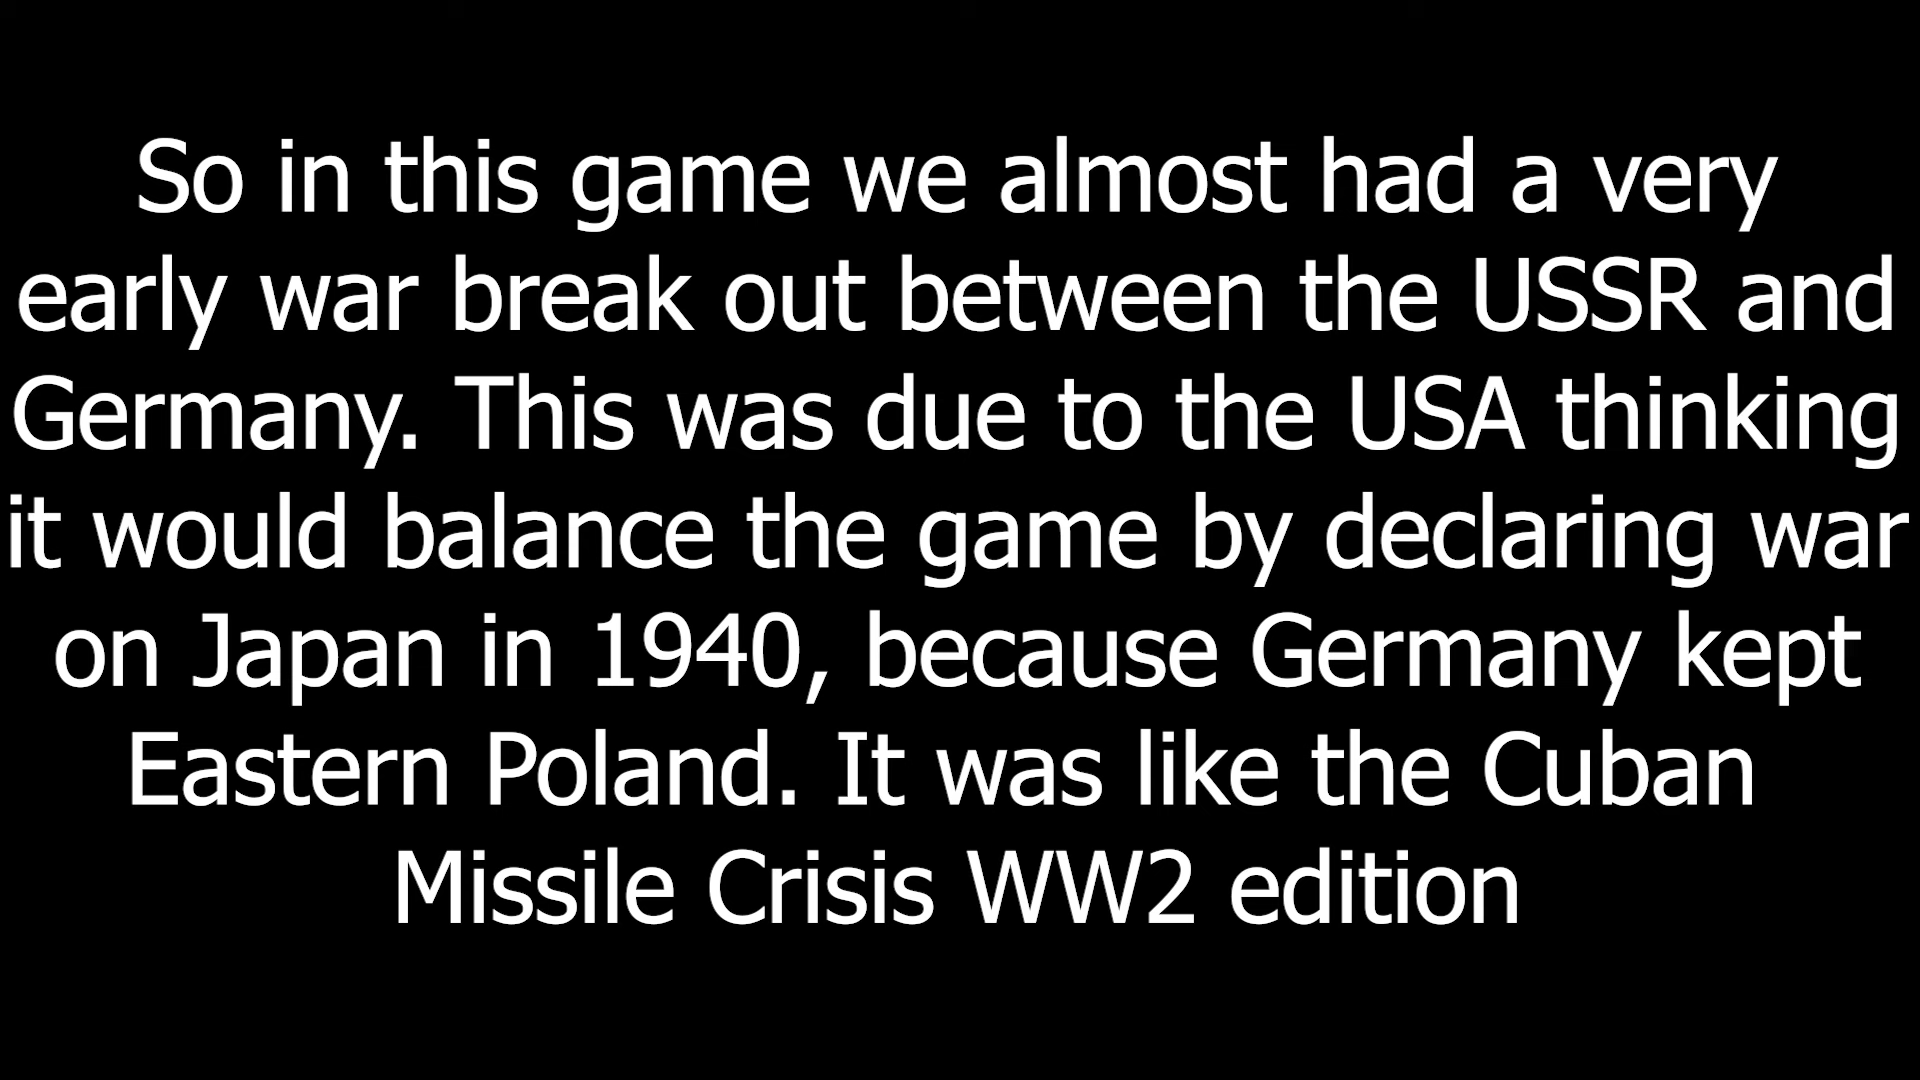 So in this game we almost had a very
early war break out between the USSR and
Germany. This was due to the USA thinking
it would balance the game by declaring war
on Japan in 1940, because Germany kept
Eastern Poland. It was like the Cuban
Missile Crisis WW2 edition